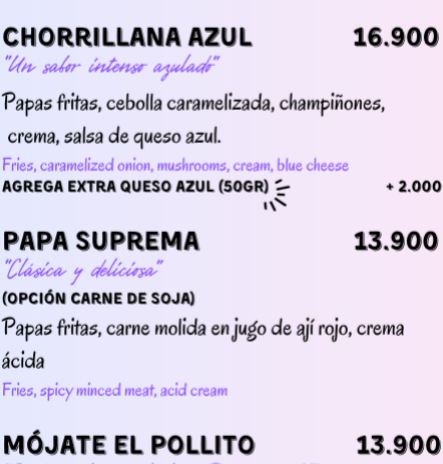 CHORRILLANA AZUL 16.900
"Un sabor intenso azulado"
Papas fritas, cebolla caramelizada, champiñones,
crema, salsa de queso azul.
Fries, caramelized onion, mushrooms, cream, blue cheese
AGREGA EXTRA QUESO AZUL (50GR) + 2.000
PAPA SUPREMA 13.900
"Clásica y deliciosa"
(OPCIÓN CARNE DE SOJA)
Papas fritas, carne molida en jugo de ají rojo, crema
ácida
Fries, spicy minced meat, acid cream
MÓJATE EL POLLITO 13.900